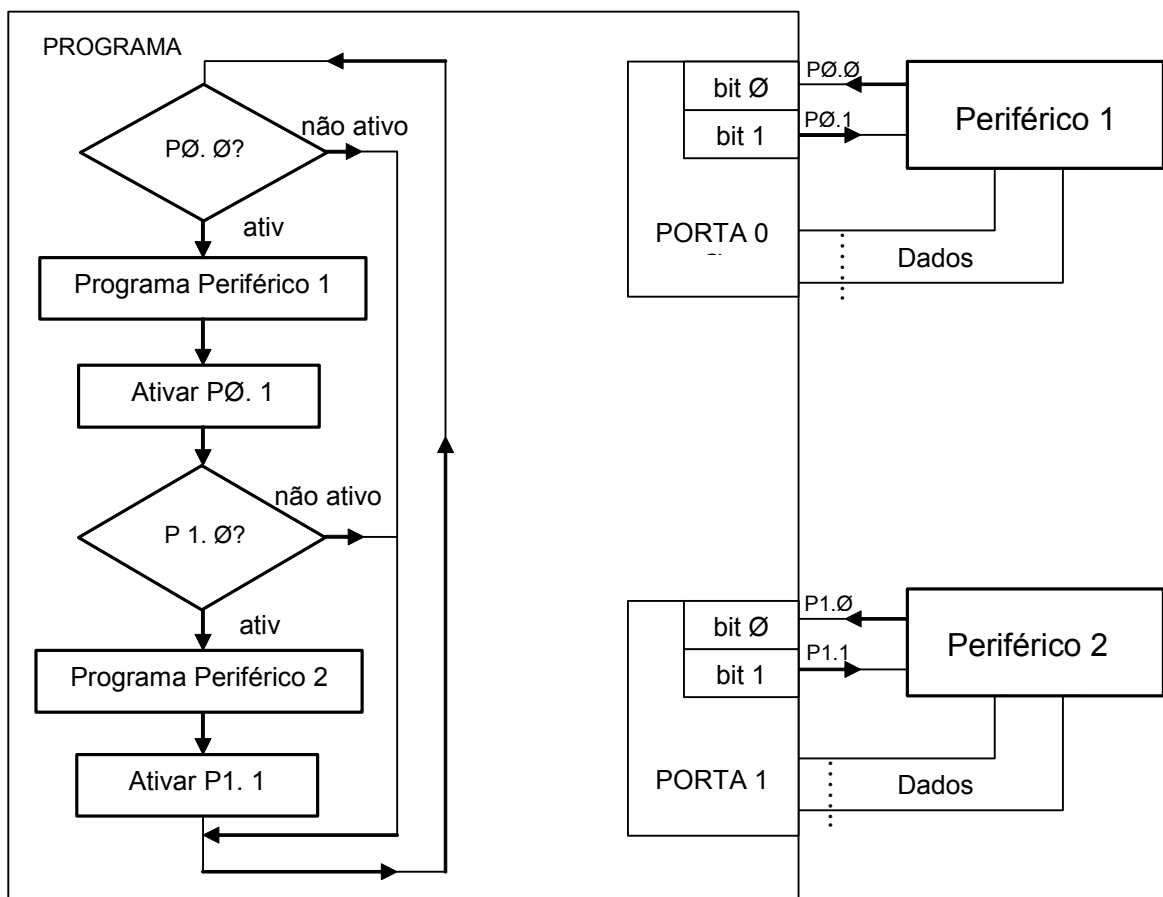 PROGRAMA
PØ. Ø?
não ativo
ativ
Programa Periférico 1
Ativar PØ. 1
P 1. Ø?
não ativo
ativ
Programa Periférico 2
Ativar P1. 1
bit Ø
bit 1
PORTA 0
PØ.Ø
PØ.1
Periférico 1
Dados
bit Ø
bit 1
PORTA 1
P1.Ø
P1.1
Periférico 2
Dados